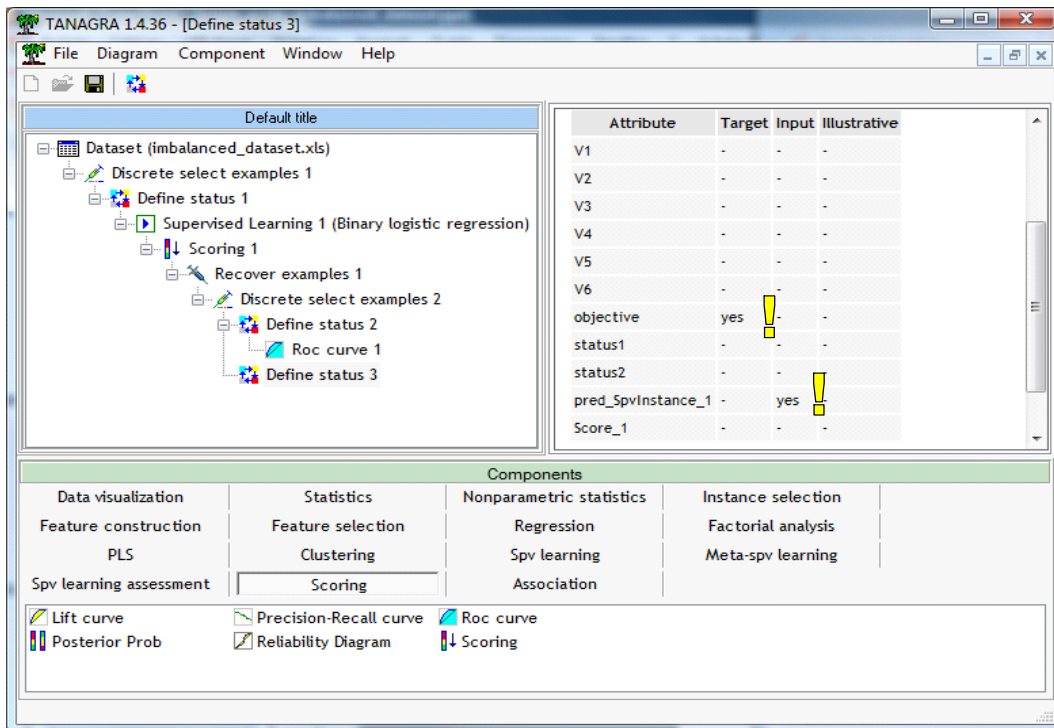 TANAGRA 1.4.36 - [Define status 3]
File Diagram Component Window Help
Default title
Dataset (imbalanced_dataset.xls)
Discrete select examples 1
Define status 1
Supervised Learning 1 (Binary logistic regression)
Scoring 1
Recover examples 1
Discrete select examples 2
Define status 2
Roc curve 1
Define status 3
Attribute Target Input Illustrative
V1 - - -
V2 - - -
V3 - - -
V4 - - -
V5 - - -
V6 - - -
objective yes - -
status1 - - -
status2 - - -
pred_SpvInstance_1 - yes -
Score_1 - - -
Components
Data visualization Statistics Nonparametric statistics Instance selection
Feature construction Feature selection Regression Factorial analysis
PLS Clustering Spv learning Meta-spv learning
Spv learning assessment Scoring Association
Lift curve Precision-Recall curve Roc curve
Posterior Prob Reliability Diagram Scoring